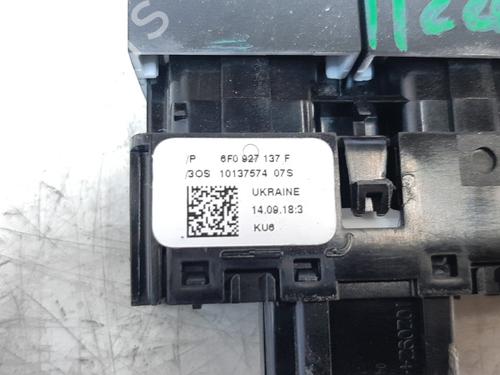 /P 6F0 927 137 F
/3OS 10137574 07S
UKRAINE
14.09.18:3
KU6